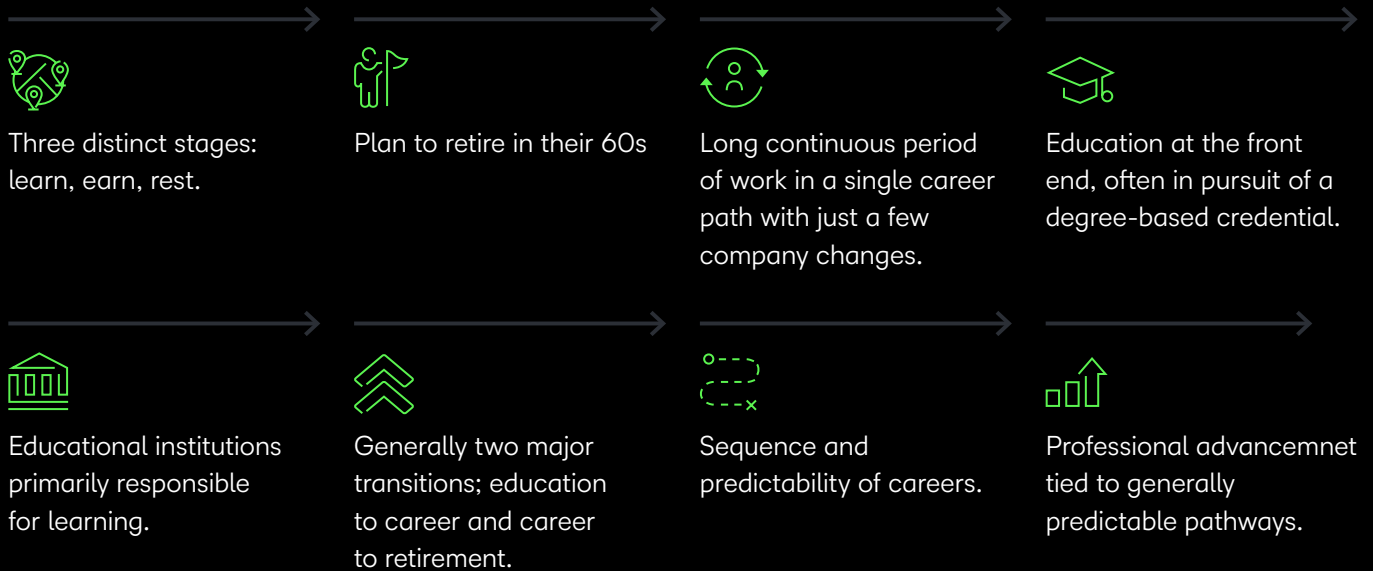 Three distinct stages:
learn, earn, rest.
Plan to retire in their 60s
Long continuous period
of work in a single career
path with just a few
company changes.
Education at the front
end, often in pursuit of a
degree-based credential.
Educational institutions
primarily responsible
for learning.
Generally two major
transitions; education
to career and career
to retirement.
Sequence and
predictability of careers.
Professional advancemnet
tied to generally
predictable pathways.